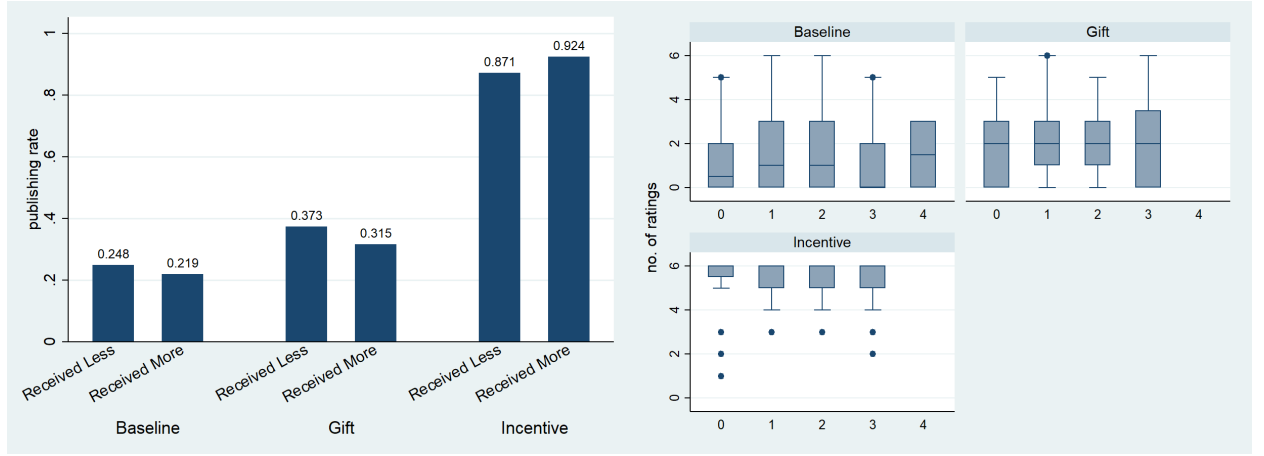 publishing rate
1
.8
.6
.4
.2
0
0.248
0.219
0.373
0.315
0.871
0.924
Received Less
Received More
Received Less
Received More
Received Less
Received More
Baseline
Gift
Incentive
no. of ratings
Baseline
6
4
2
0
0 1 2 3 4
Gift
0 1 2 3 4
Incentive
6
4
2
0
0 1 2 3 4